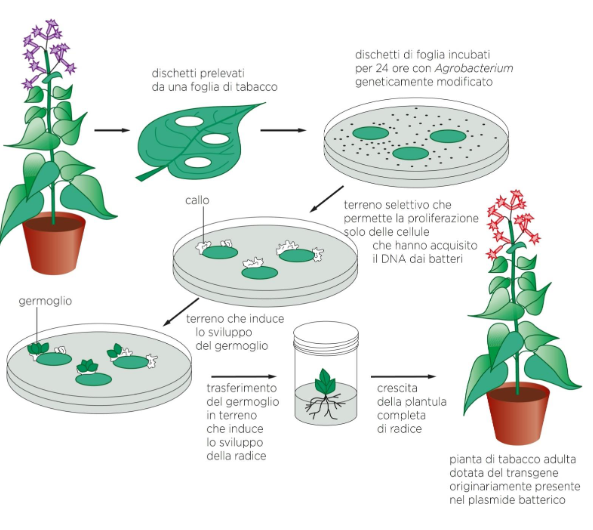 dischetti prelevati
da una foglia di tabacco
dischetti di foglia incubati
per 24 ore con Agrobacterium
geneticamente modificato
callo
terreno selettivo che
permette la proliferazione
solo delle cellule
che hanno acquisito
il DNA dai batteri
germoglio
terreno che induce
lo sviluppo
del germoglio
trasferimento
del germoglio
in terreno
che induce
lo sviluppo
della radice
crescita
della plantula
completa
di radice
pianta di tabacco adulta
dotata del transgene
originariamente presente
nel plasmide batterico